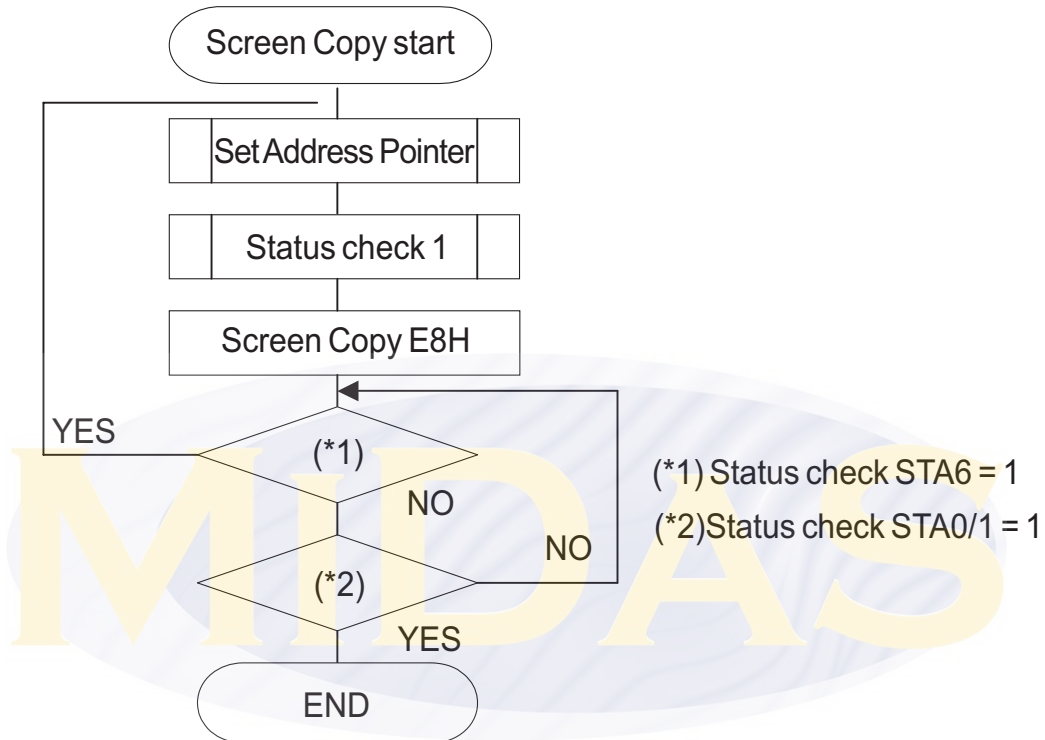 Screen Copy start
Set Address Pointer
Status check 1
Screen Copy E8H
YES
(*1)
NO
(*1) Status check STA6 = 1
(*2)Status check STA0/1 = 1
NO
(*2)
YES
END
MIDAS